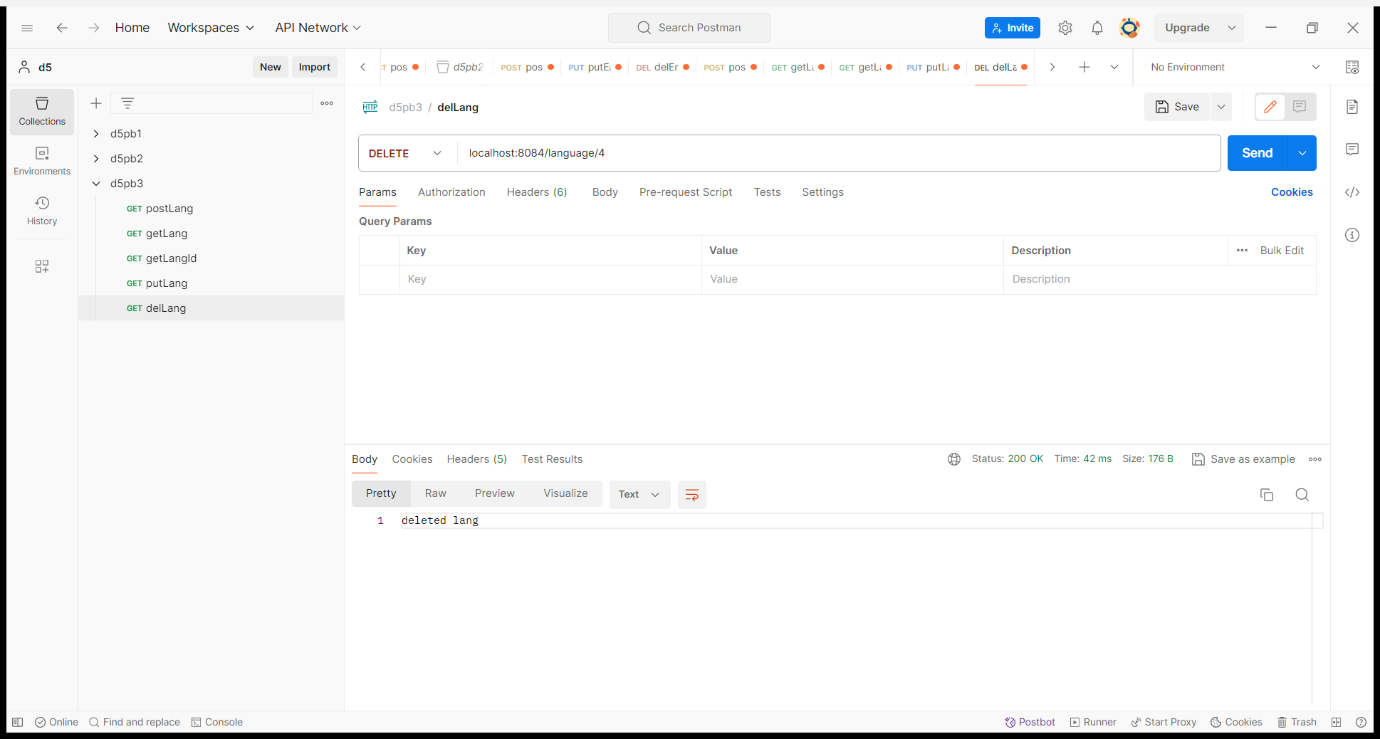 Home Workspaces API Network Search Postman Invite Upgrade
d5 New Import pos d5pb2 POST pos PUT DEL delEr POST pos GET GET PUT DEL No Environment
Collections
d5pb3 / delLang Save
d5pb1
DELETE localhost:8084/language/4 Send
d5pb2
Environments
d5pb3
Params Authorization Headers (6) Body Pre-request Script Tests Settings Cookies
GET postLang
History
Query Params
GET getLang
Key Value Description Bulk Edit
GET getLangId
Key Value Description
GET putLang
GET delLang
Body Cookies Headers (5) Test Results Status: 200 OK Time: 42 ms Size: 176 B Save as example
Pretty Raw Preview Visualize Text
1 deleted lang
Online Find and replace Console Postbot Runner Start Proxy Cookies Trash